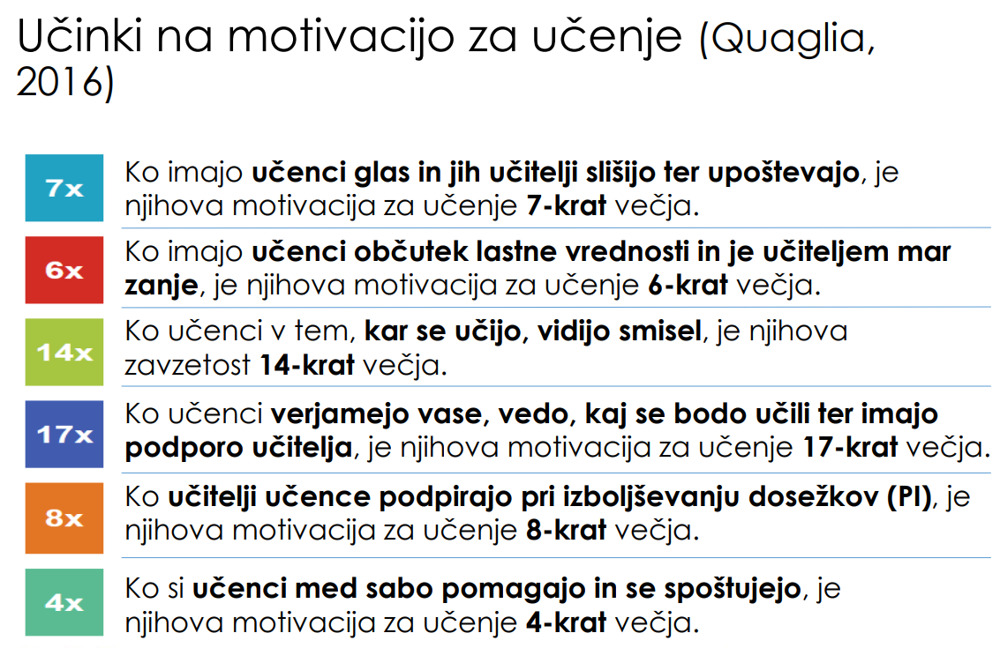 Učinki na motivacijo za učenje (Quaglia,
2016)
7x
Ko imajo učenci glas in jih učitelji slišijo ter upoštevajo, je
njihova motivacija za učenje 7-krat večja.
6x
Ko imajo učenci občutek lastne vrednosti in je učiteljem mar
zanje, je njihova motivacija za učenje 6-krat večja.
14x
Ko učenci v tem, kar se učijo, vidijo smisel, je njihova
zavzetost 14-krat večja.
17x
Ko učenci verjamejo vase, vedo, kaj se bodo učili ter imajo
podporo učitelja, je njihova motivacija za učenje 17-krat večja.
8x
Ko učitelji učence podpirajo pri izboljševanju dosežkov (PI), je
njihova motivacija za učenje 8-krat večja.
4x
Ko si učenci med sabo pomagajo in se spoštujejo, je
njihova motivacija za učenje 4-krat večja.